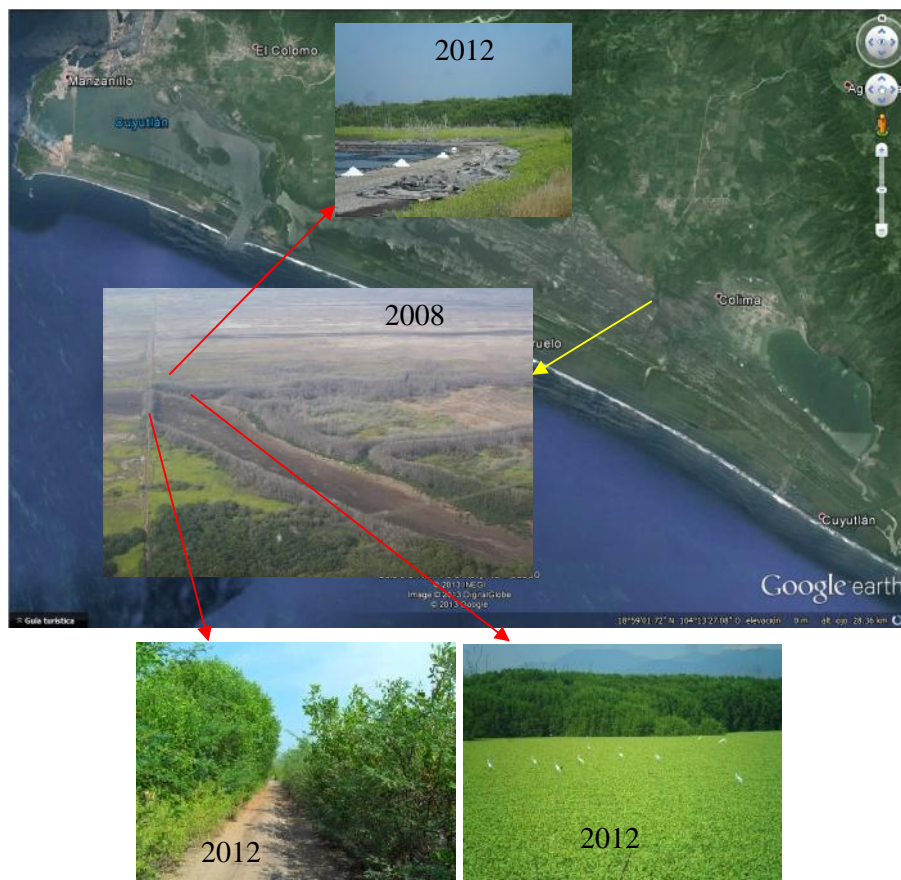 2012
El Colomo
Manzanillo
Cuyutlán
2008
Colima
ruelo
Cuyutlán
© 2013 INEGI
Image © 2013 DigitalGlobe
© 2013 Google
Google earth
Guía turística
18°59'01.72" N 104°13'27.08" O elevación 0 m alt. ojo 28.36 km
2012
2012